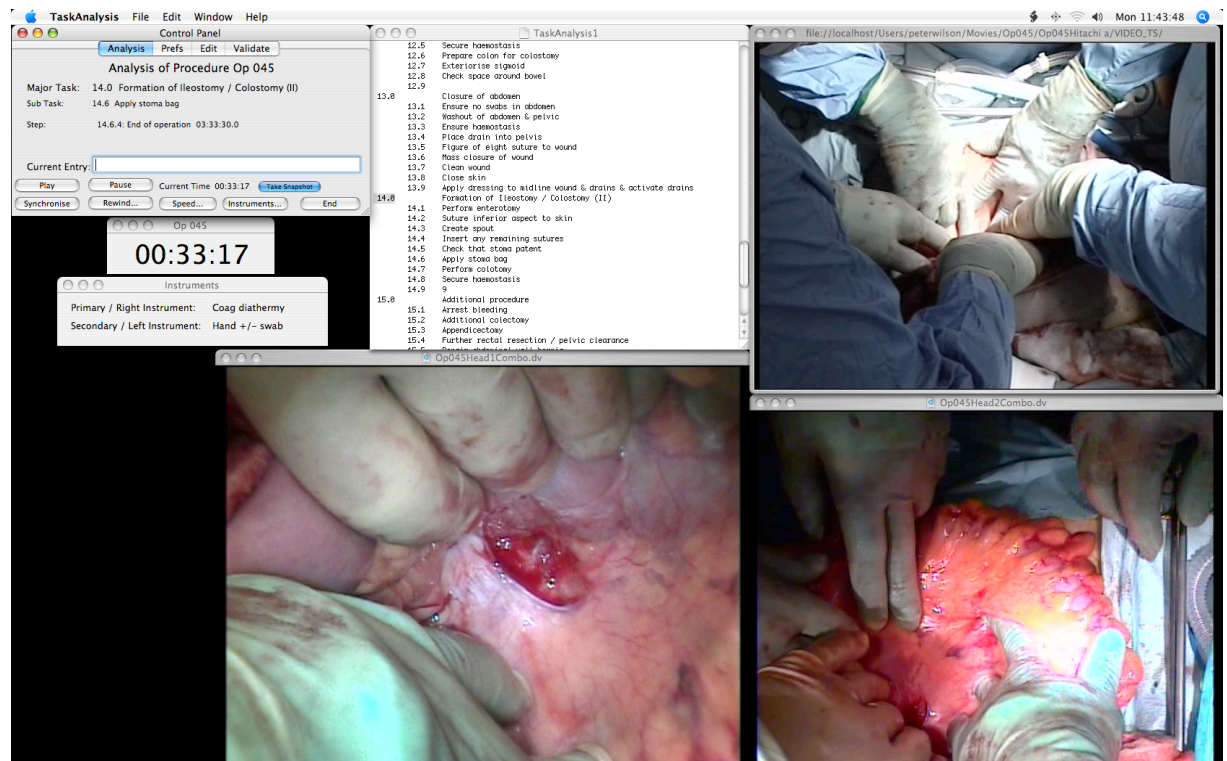 TaskAnalysis File Edit Window Help
Mon 11:43:48
Control Panel
Analysis Prefs Edit Validate
Analysis of Procedure Op 045
Major Task: 14.0 Formation of Ileostomy / Colostomy (II)
Sub Task: 14.6 Apply stoma bag
Step: 14.6.4: End of operation 03:33:30.0
Current Entry:
Play Pause Current Time 00:33:17 Take Snapshot
Synchronise Rewind... Speed... Instruments... End
Op 045
00:33:17
Instruments
Primary / Right Instrument: Coag diathermy
Secondary / Left Instrument: Hand +/- swab
TaskAnalysis1
12.5 Secure haemostasis
12.6 Prepare colon for colostomy
12.7 Exteriorise sigmoid
12.8 Check space around bowel
12.9
13.0 Closure of abdomen
13.1 Ensure no swabs in abdomen
13.2 Washout of abdomen & pelvic
13.3 Ensure haemostasis
13.4 Place drain into pelvis
13.5 Figure of eight suture to wound
13.6 Mass closure of wound
13.7 Clean wound
13.8 Close skin
13.9 Apply dressing to midline wound & drains & activate drains
14.0 Formation of Ileostomy / Colostomy (II)
14.1 Perform enterotomy
14.2 Suture inferior aspect to skin
14.3 Create spout
14.4 Insert any remaining sutures
14.5 Check that stoma patent
14.6 Apply stoma bag
14.7 Perform colotomy
14.8 Secure haemostasis
14.9 9
15.0 Additional procedure
15.1 Arrest bleeding
15.2 Additional colectomy
15.3 Appendicectomy
15.4 Further rectal resection / pelvic clearance
file://localhost/Users/peterwilson/Movies/Op045/Op045Hitachi a/VIDEO_TS/
Op045Head1Combo.dv
Op045Head2Combo.dv